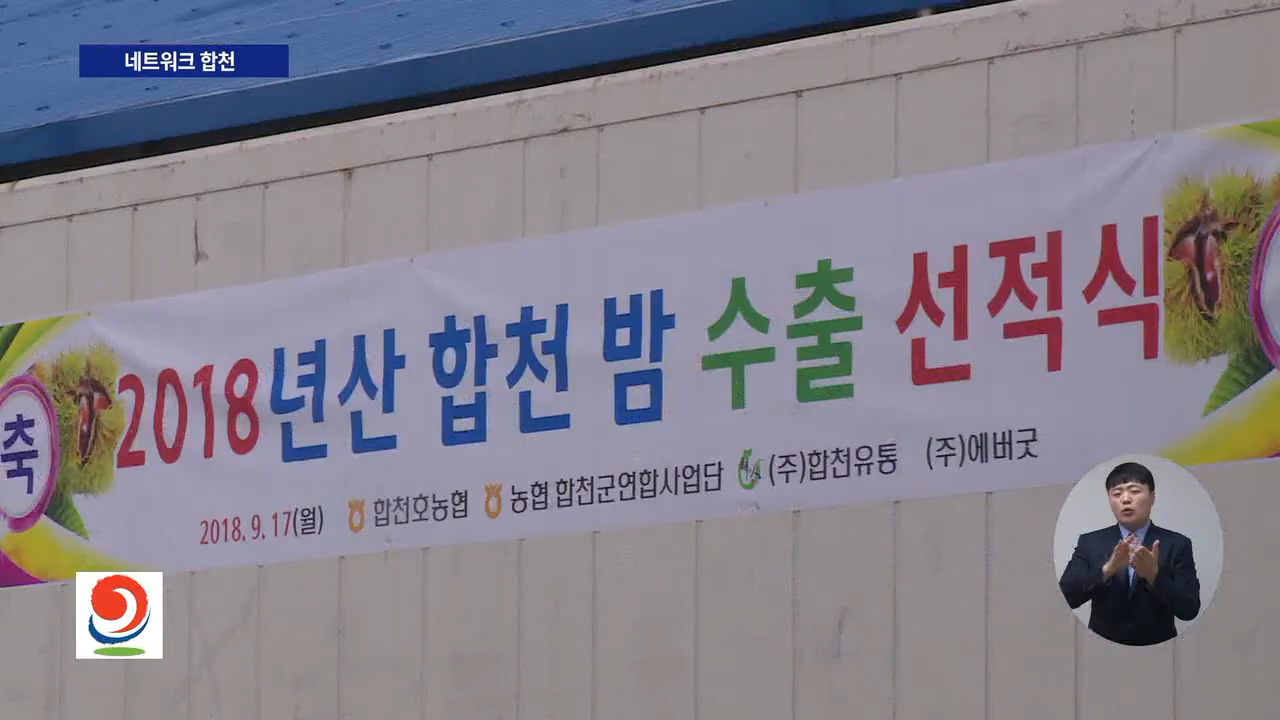 네트워크 합천
축
2018년산 합천 밤 수출 선적식
2018. 9. 17(월) 합천호농협 농협 합천군연합사업단 (주)합천유통 (주)에버굿